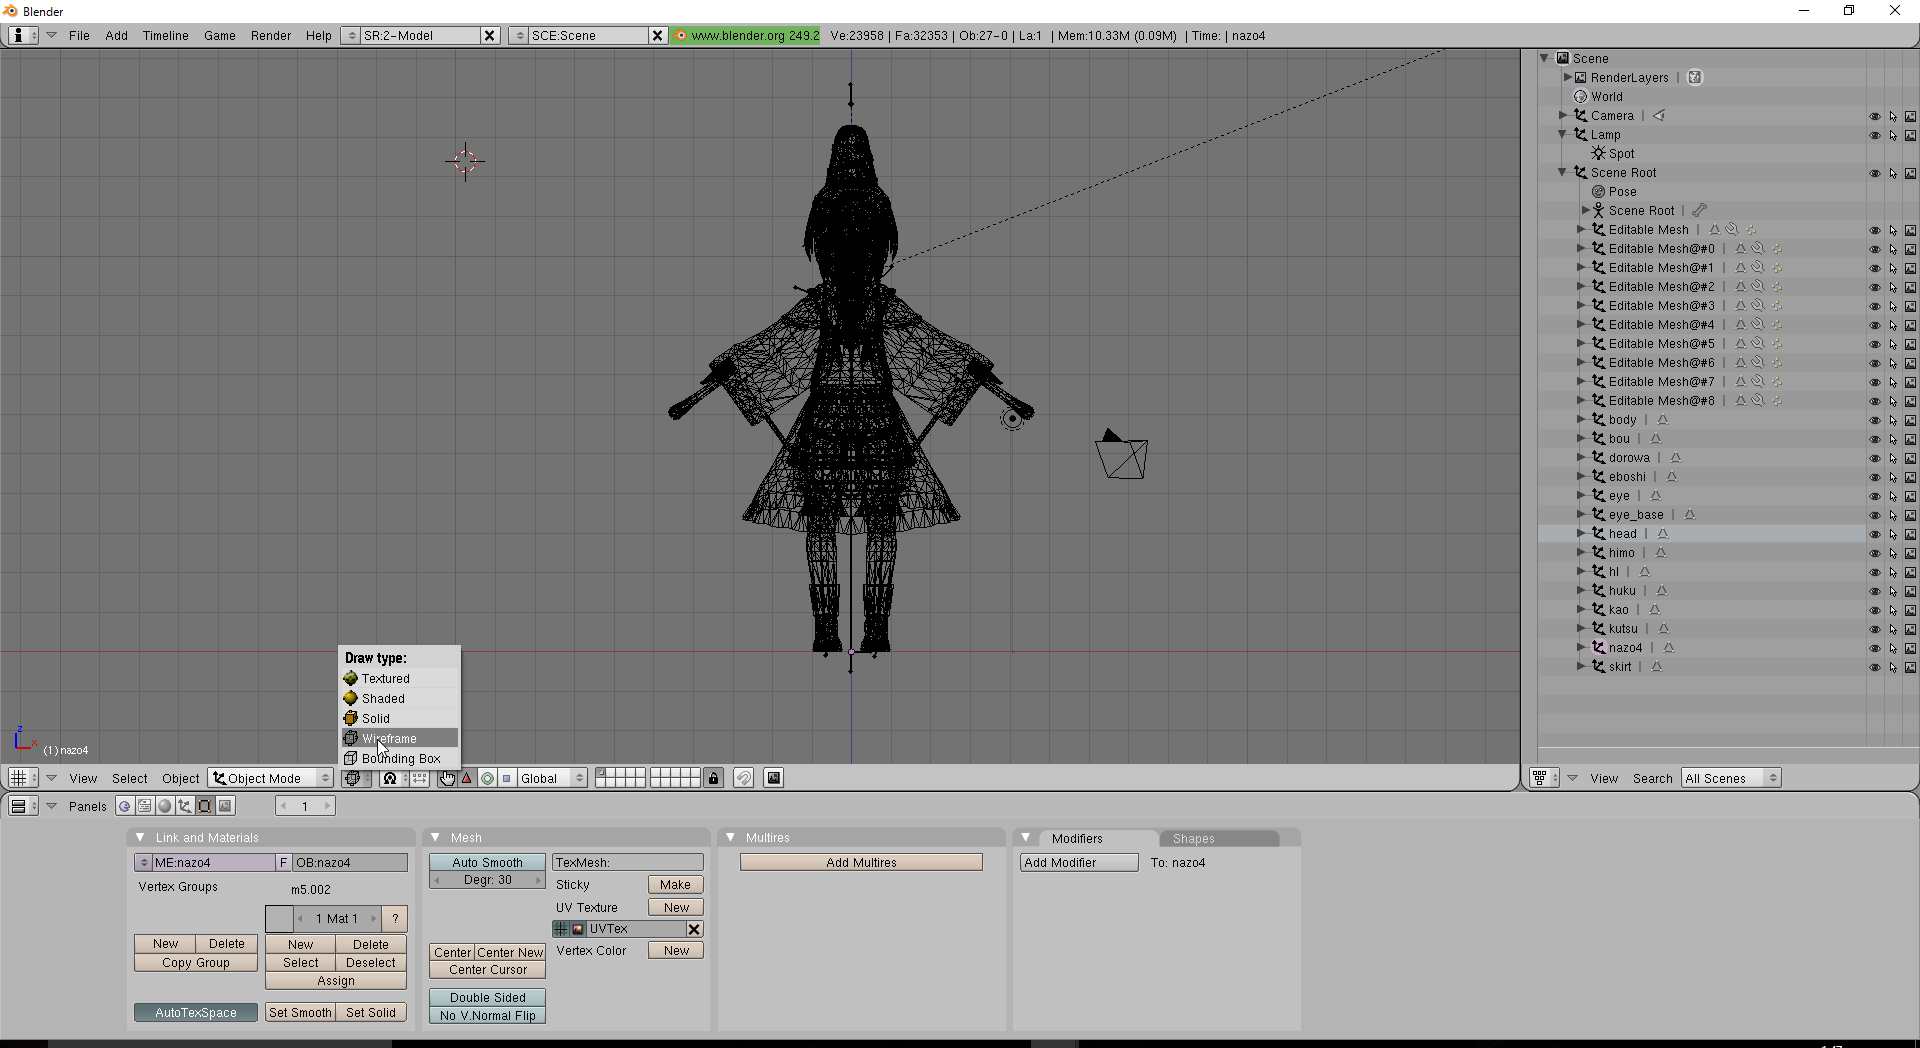 Blender
File Add Timeline Game Render Help SR:2-Model SCE:Scene www.blender.org 249.2 Ve:23958 | Fa:32353 | Ob:27-0 | La:1 | Mem:10.33M (0.09M) | Time: | nazo4
Scene
RenderLayers |
World
Camera |
Lamp
Spot
Scene Root
Pose
Scene Root |
Editable Mesh |
Editable Mesh@#0 |
Editable Mesh@#1 |
Editable Mesh@#2 |
Editable Mesh@#3 |
Editable Mesh@#4 |
Editable Mesh@#5 |
Editable Mesh@#6 |
Editable Mesh@#7 |
Editable Mesh@#8 |
body |
bou |
dorowa |
eboshi |
eye |
eye_base |
head |
himo |
hl |
huku |
kao |
kutsu |
nazo4 |
skirt |
Draw type:
Textured
Shaded
Solid
Wireframe
Bounding Box
z
x
(1) nazo4
View Select Object Object Mode Global
View Search All Scenes
Panels 1
Link and Materials
ME:nazo4 F OB:nazo4
Vertex Groups
m5.002
1 Mat 1 ?
New Delete New Delete
Copy Group Select Deselect
Assign
AutoTexSpace Set Smooth Set Solid
Mesh
Auto Smooth TexMesh:
Degr: 30
Sticky Make
UV Texture New
UVTex
Center Center New Vertex Color New
Center Cursor
Double Sided
No V.Normal Flip
Multires
Add Multires
Modifiers Shapes
Add Modifier To: nazo4